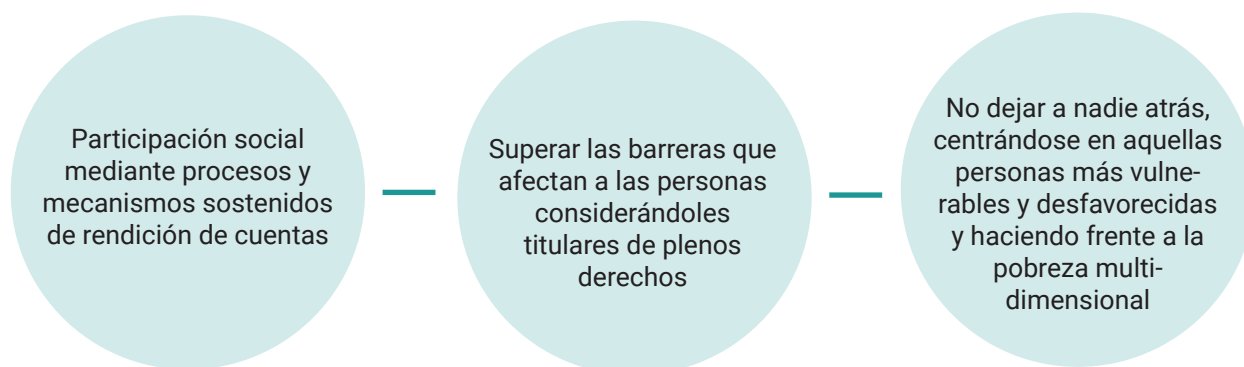 Participación social
mediante procesos y
mecanismos sostenidos
de rendición de cuentas
Superar las barreras que
afectan a las personas
considerándoles
titulares de plenos
derechos
No dejar a nadie atrás,
centrándose en aquellas
personas más vulne-
rables y desfavorecidas
y haciendo frente a la
pobreza multi-
dimensional